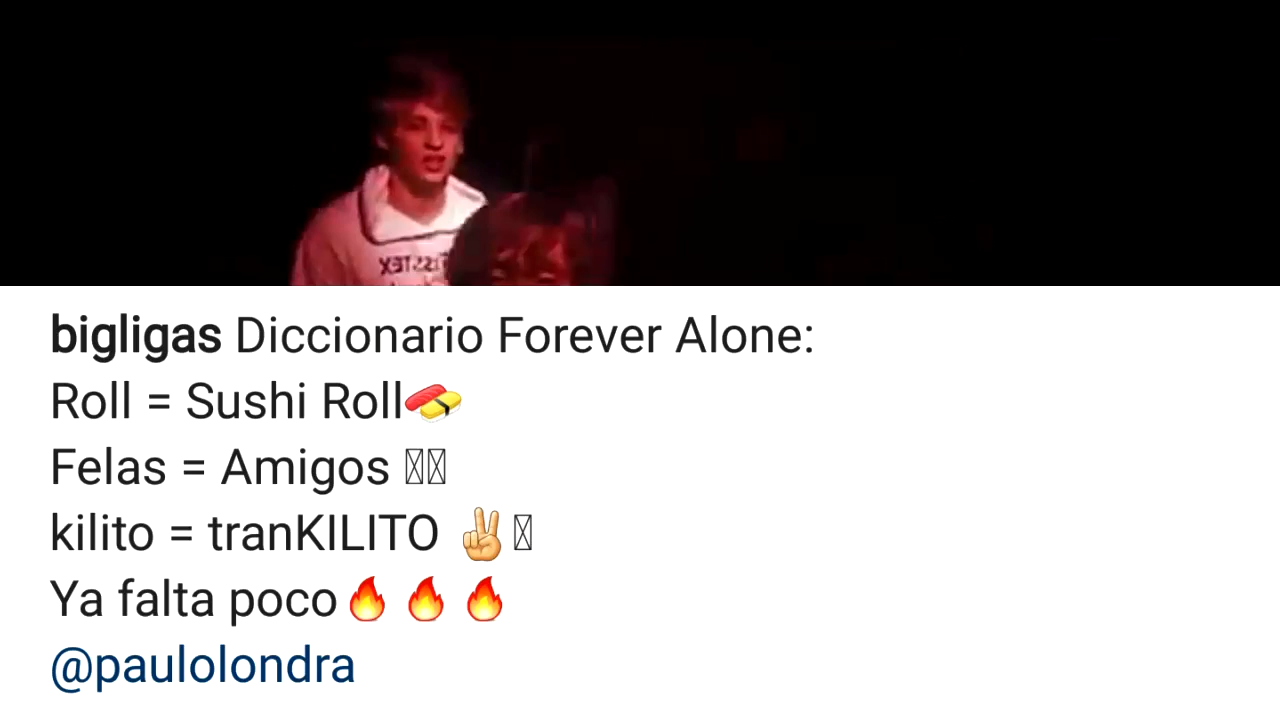 bigligas Diccionario Forever Alone:
Roll = Sushi Roll🍣
Felas = Amigos
kilito = tranKILITO ✌
Ya falta poco🔥 🔥 🔥
@paulolondra